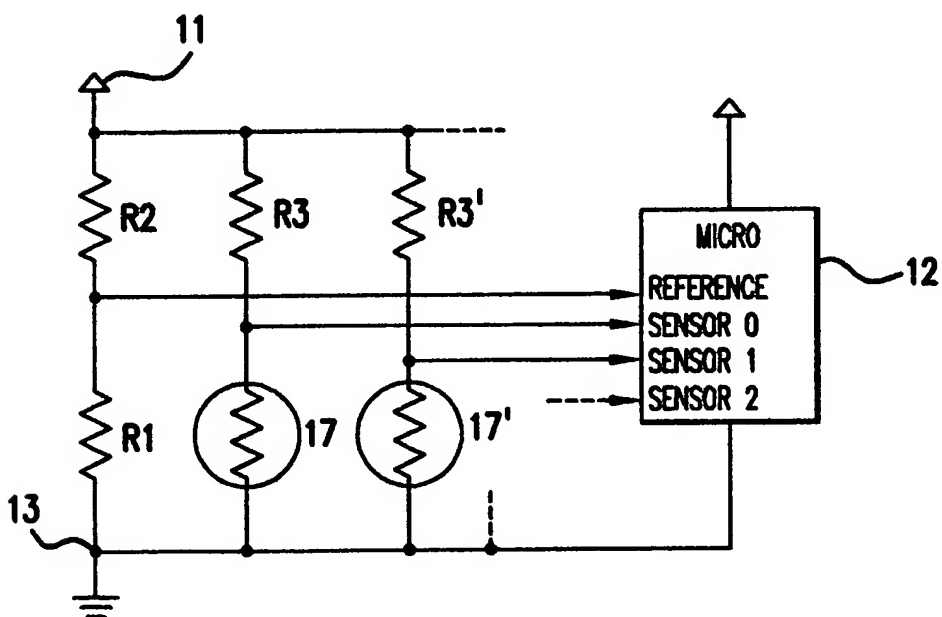 11
R2
R3
R3'
MICRO
12
REFERENCE
SENSOR 0
SENSOR 1
SENSOR 2
R1
17
17'
13